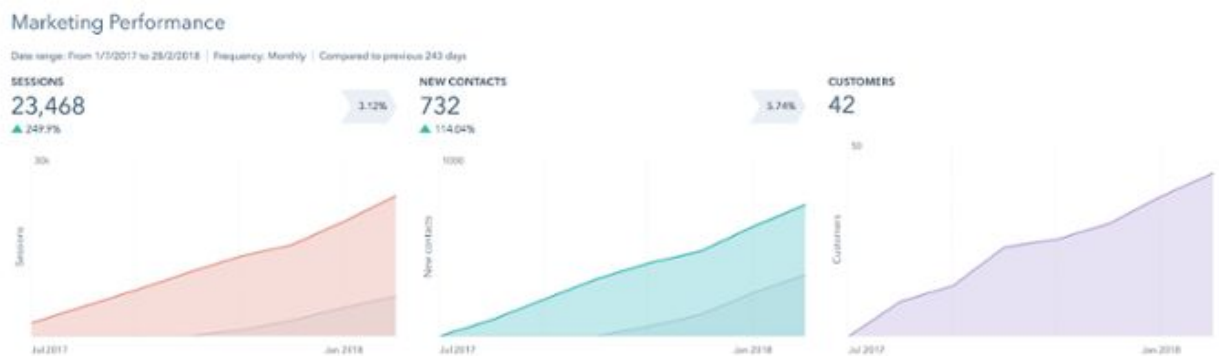 Marketing Performance
Date range: From 1/7/2017 to 28/2/2018 | Frequency: Monthly | Compared to previous 243 days
SESSIONS
23,468
3.12%
▲ 249.9%
30k
Sessions
Jul 2017
Jan 2018
NEW CONTACTS
732
5.74%
▲ 114.04%
1000
New contacts
Jul 2017
Jan 2018
CUSTOMERS
42
50
Customers
Jul 2017
Jan 2018